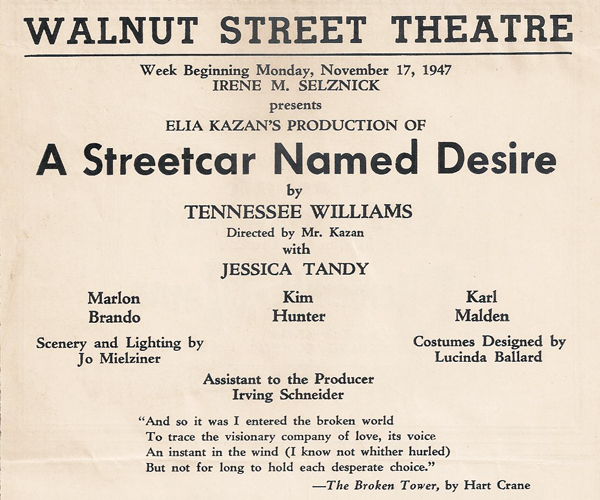 WALNUT STREET THEATRE
Week Beginning Monday, November 17, 1947
IRENE M. SELZNICK
presents
ELIA KAZAN'S PRODUCTION OF
A Streetcar Named Desire
by
TENNESSEE WILLIAMS
Directed by Mr. Kazan
with
JESSICA TANDY
Marlon Brando
Kim Hunter
Karl Malden
Scenery and Lighting by
Jo Mielziner
Costumes Designed by
Lucinda Ballard
Assistant to the Producer
Irving Schneider
"And so it was I entered the broken world
To trace the visionary company of love, its voice
An instant in the wind (I know not whither hurled)
But not for long to hold each desperate choice."
—The Broken Tower, by Hart Crane